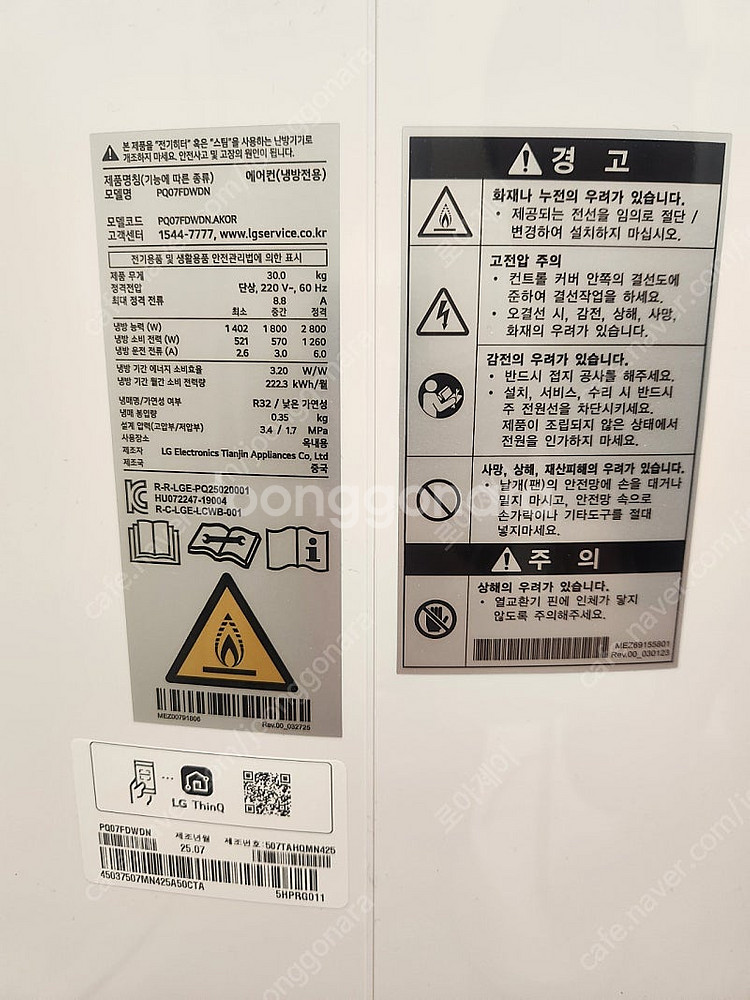 본 제품을 "전기히터" 혹은 "스팀"을 사용하는 난방기기로
개조하지 마세요. 안전사고 및 고장의 원인이 됩니다.
제품명칭(기능에 따른 종류) 에어컨(냉방전용)
모델명 PQ07FDWDN
모델코드 PQ07FDWDN.AKOR
고객센터 1544-7777, www.lgservice.co.kr
전기용품 및 생활용품 안전관리법에 의한 표시
제품 무게 30.0 kg
정격전압 단상, 220 V~, 60 Hz
최대 정격 전류 8.8 A
최소 중간 정격
냉방 능력 (W) 1 402 1 800 2 800
냉방 소비 전력 (W) 521 570 1 260
냉방 운전 전류 (A) 2.6 3.0 6.0
냉방 기간 에너지 소비효율 3.20 W/W
냉방 기간 월간 소비 전력량 222.3 kWh/월
냉매명/가연성 여부 R32 / 낮은 가연성
냉매 봉입량 0.35 kg
설계 압력(고압부/저압부) 3.4 / 1.7 MPa
사용장소 옥내용
제조자 LG Electronics Tianjin Appliances Co, Ltd
제조국 중국
R-R-LGE-PQ25020001
HU072247-19004
R-C-LGE-LCWB-001
MEZ00791806 Rev.00_032725
LG ThinQ
PQ07FDWDN 제조년월 제조번호:507TAHQMN425
25.07
45037507MN425A50CTA
5HPRG011
경 고
화재나 누전의 우려가 있습니다.
• 제공되는 전선을 임의로 절단 /
변경하여 설치하지 마십시오.
고전압 주의
• 컨트롤 커버 안쪽의 결선도에
준하여 결선작업을 하세요.
• 오결선 시, 감전, 상해, 사망,
화재의 우려가 있습니다.
감전의 우려가 있습니다.
• 반드시 접지 공사를 해주세요.
• 설치, 서비스, 수리 시 반드시
주 전원선을 차단시키세요.
제품이 조립되지 않은 상태에서
전원을 인가하지 마세요.
사망, 상해, 재산피해의 우려가 있습니다.
• 날개(팬)의 안전망에 손을 대거나
밀지 마시고, 안전망 속으로
손가락이나 기타도구를 절대
넣지마세요.
주 의
상해의 우려가 있습니다.
• 열교환기 핀에 인체가 닿지
않도록 주의해주세요.
MEZ69155801
Rev.00_030123
joonggonara
cafe.naver.com/joonggonara
로아제이